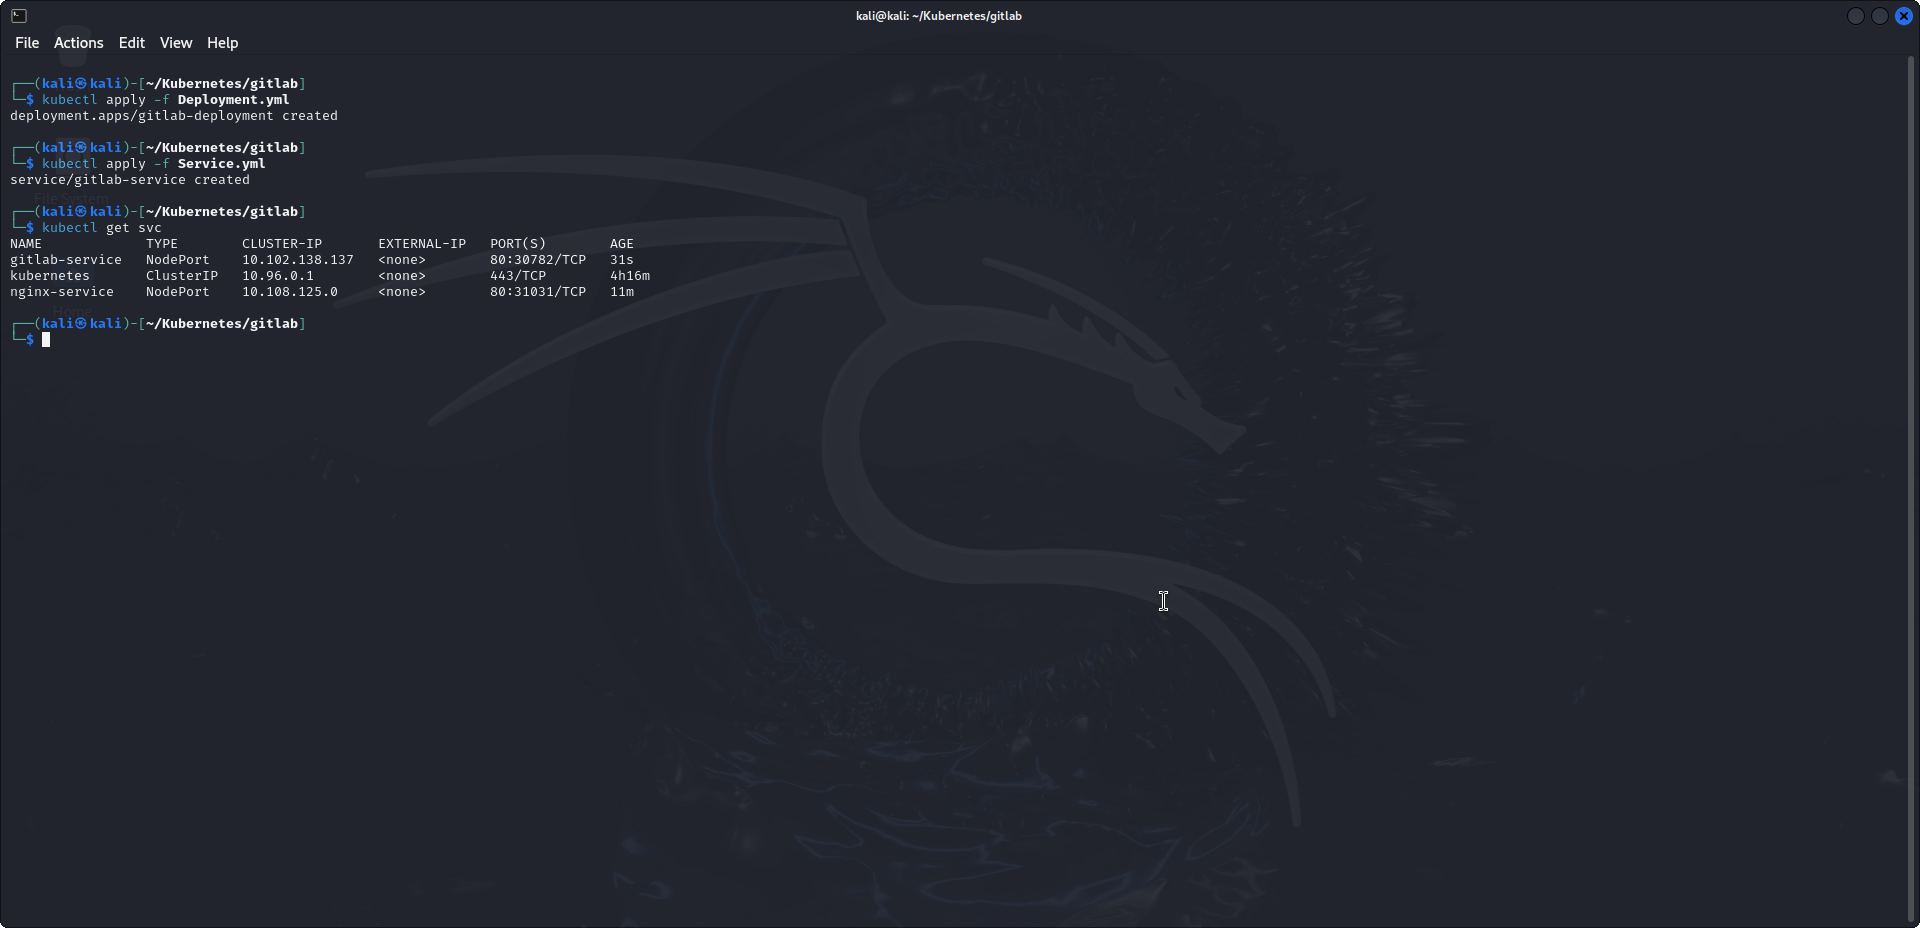 kali@kali: ~/Kubernetes/gitlab
File Actions Edit View Help
┌──(kali㉿kali)-[~/Kubernetes/gitlab]
└─$ kubectl apply -f Deployment.yml
deployment.apps/gitlab-deployment created
┌──(kali㉿kali)-[~/Kubernetes/gitlab]
└─$ kubectl apply -f Service.yml
service/gitlab-service created
File System
┌──(kali㉿kali)-[~/Kubernetes/gitlab]
└─$ kubectl get svc
NAME TYPE CLUSTER-IP EXTERNAL-IP PORT(S) AGE
gitlab-service NodePort 10.102.138.137 <none> 80:30782/TCP 31s
kubernetes ClusterIP 10.96.0.1 <none> 443/TCP 4h16m
nginx-service NodePort 10.108.125.0 <none> 80:31031/TCP 11m
Home
┌──(kali㉿kali)-[~/Kubernetes/gitlab]
└─$